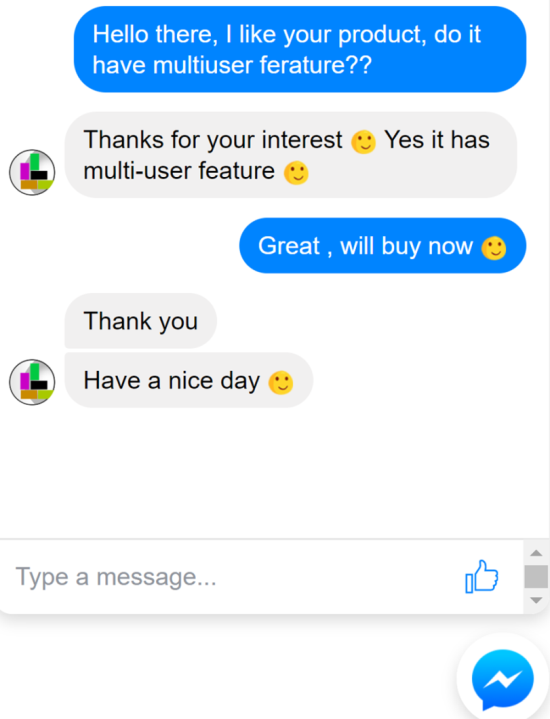 Hello there, I like your product, do it
have multiuser ferature??
Thanks for your interest 🙂 Yes it has
multi-user feature 🙂
Great , will buy now 🙂
Thank you
Have a nice day 🙂
Type a message...